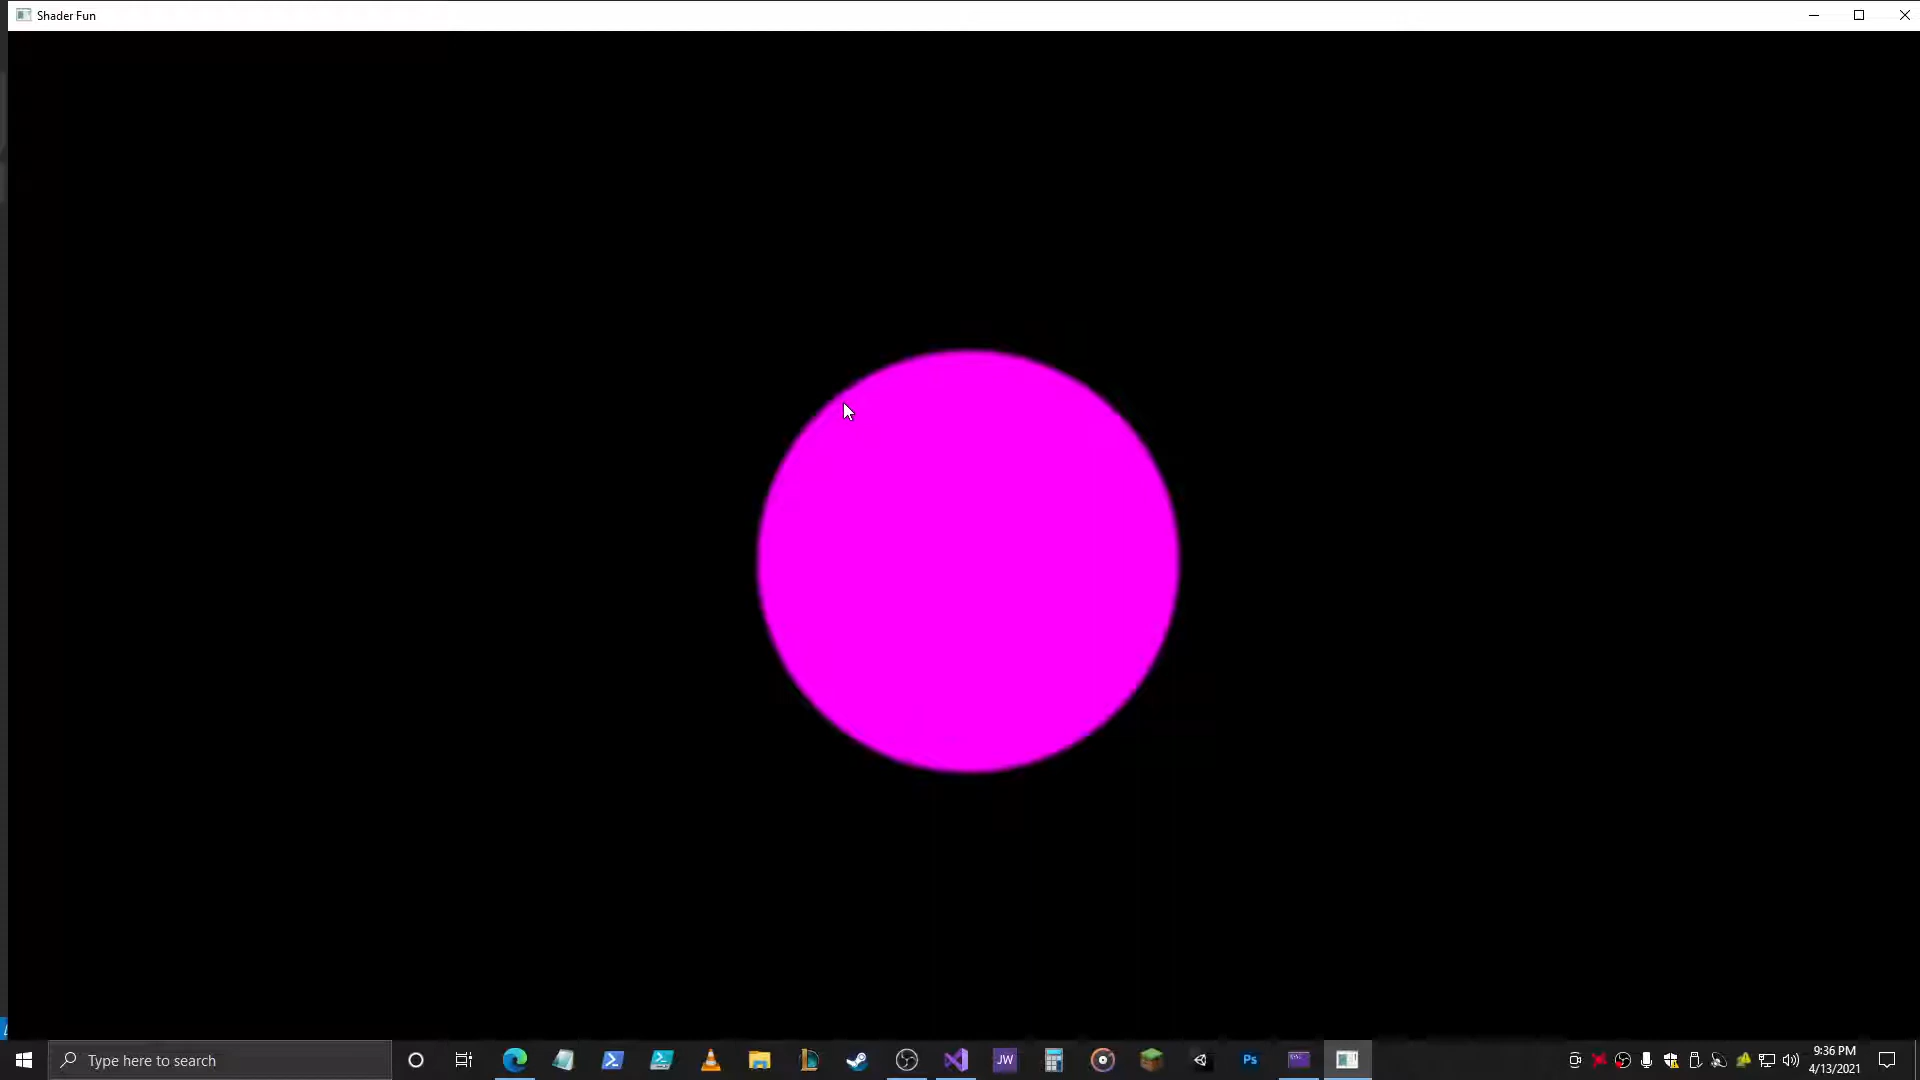 Shader Fun
Type here to search
JW
Ps
9:36 PM
4/13/2021